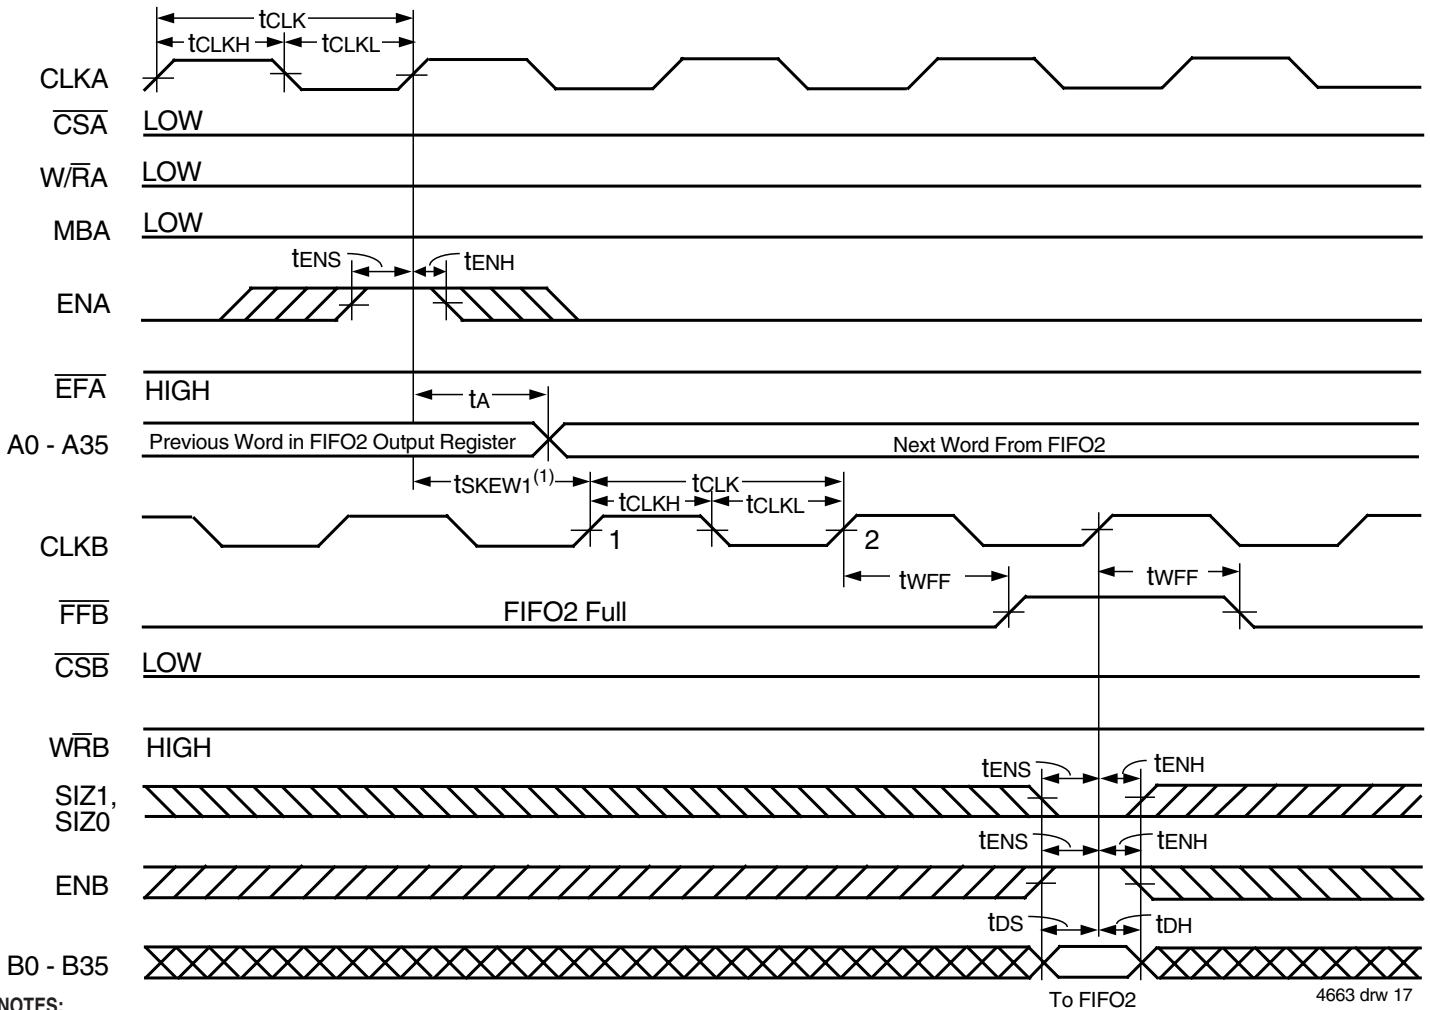 tCLK
tCLKH tCLKL
CLKA
CSA LOW
W/RA LOW
MBA LOW
tENS tENH
ENA
EFA HIGH
tA
A0 - A35 Previous Word in FIFO2 Output Register Next Word From FIFO2
tSKEW1(1) tCLK
tCLKH tCLKL
CLKB 1 2
tWFF tWFF
FFB FIFO2 Full
CSB LOW
WRB HIGH
tENS tENH
SIZ1,
SIZ0
tENS tENH
ENB
tDS tDH
B0 - B35
To FIFO2 4663 drw 17
NOTES: